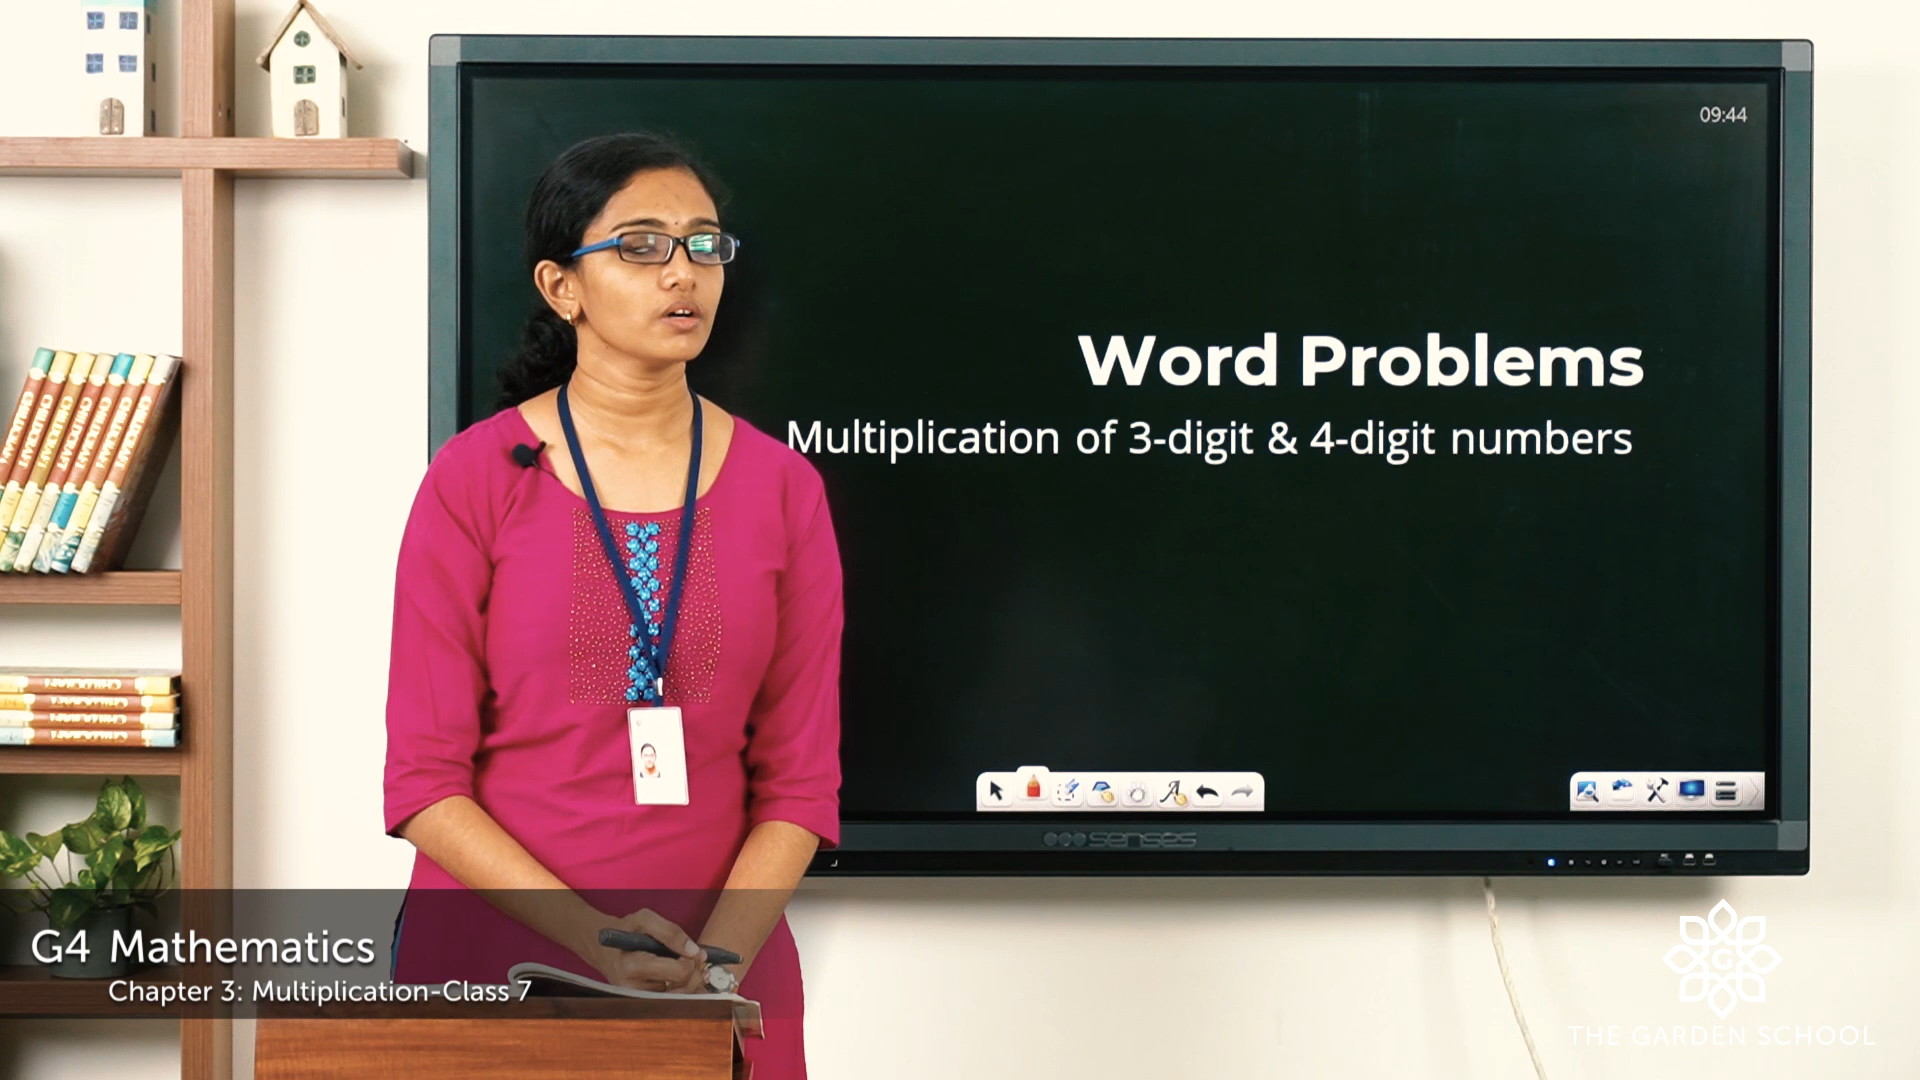 09:44
Word Problems
Multiplication of 3-digit & 4-digit numbers
senses
G4 Mathematics
Chapter 3: Multiplication-Class 7
G
THE GARDEN SCHOOL